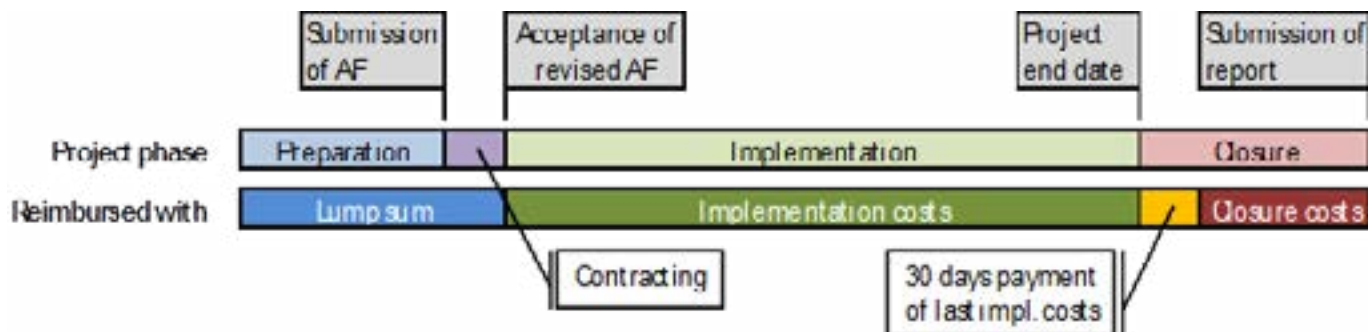 Submission
of AF
Acceptance of
revised AF
Project
end date
Submission of
report
Project phase
Preparation
Implementation
Closure
Reimbursed with
Lump sum
Implementation costs
Closure costs
Contracting
30 days payment
of last impl. costs